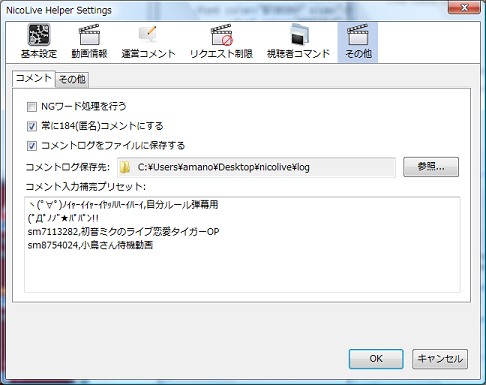 NicoLive Helper Settings
基本設定 動画情報 運営コメント リクエスト制限 視聴者コマンド その他
コメント その他
NGワード処理を行う
常に184(匿名)コメントにする
コメントログをファイルに保存する
コメントログ保存先: C:¥Users¥amano¥Desktop¥nicolive¥log 参照...
コメント入力補完プリセット:
ヽ(ﾟ∀ﾟ)ﾉｲｬｰｲｨｬｰｲﾔｯﾊﾊｰｲﾊｰｲ,自分ルール弾幕用
(ﾟДﾟﾉﾉﾞ★ﾊﾟﾊﾟﾝ!!
sm7113282,初音ミクのライブ恋愛タイガーOP
sm8754024,小鳥さん待機動画
OK キャンセル